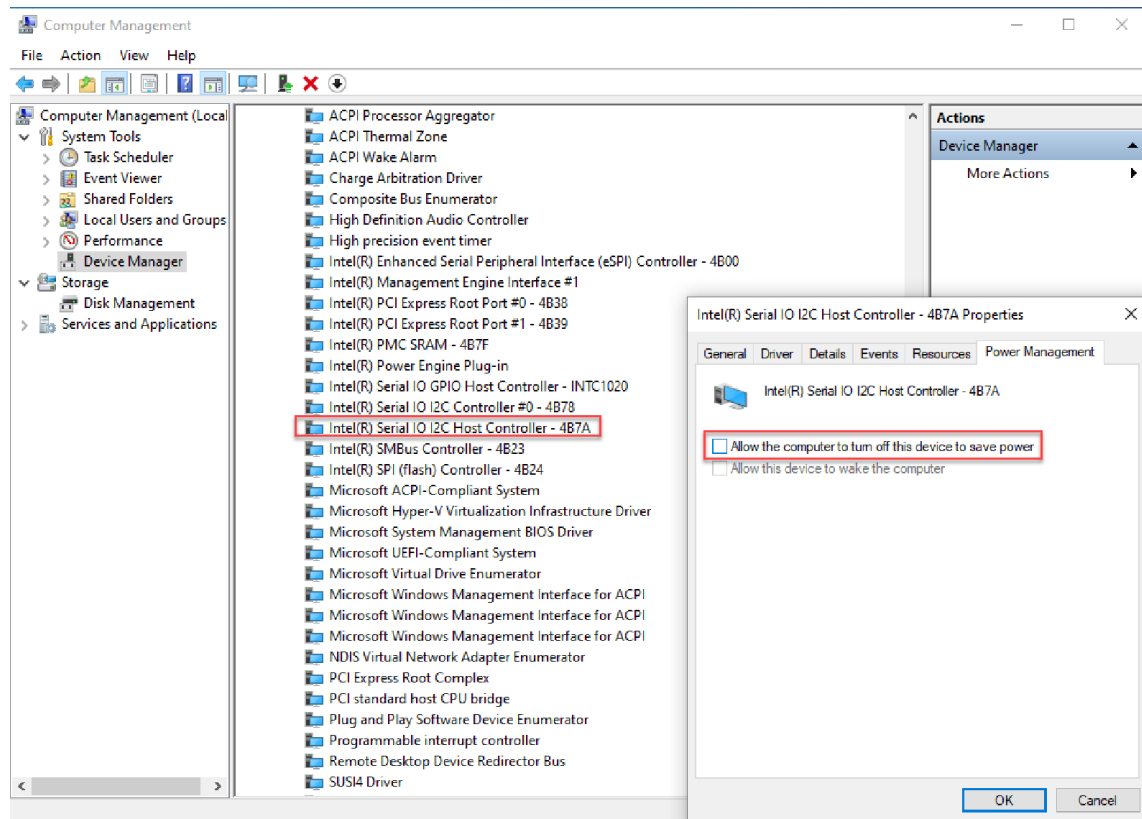 Computer Management
File Action View Help
Computer Management (Local
System Tools
Task Scheduler
Event Viewer
Shared Folders
Local Users and Groups
Performance
Device Manager
Storage
Disk Management
Services and Applications
ACPI Processor Aggregator
ACPI Thermal Zone
ACPI Wake Alarm
Charge Arbitration Driver
Composite Bus Enumerator
High Definition Audio Controller
High precision event timer
Intel(R) Enhanced Serial Peripheral Interface (eSPI) Controller - 4B00
Intel(R) Management Engine Interface #1
Intel(R) PCI Express Root Port #0 - 4B38
Intel(R) PCI Express Root Port #1 - 4B39
Intel(R) PMC SRAM - 4B7F
Intel(R) Power Engine Plug-in
Intel(R) Serial IO GPIO Host Controller - INTC1020
Intel(R) Serial IO I2C Controller #0 - 4B78
Intel(R) Serial IO I2C Host Controller - 4B7A
Intel(R) SMBus Controller - 4B23
Intel(R) SPI (flash) Controller - 4B24
Microsoft ACPI-Compliant System
Microsoft Hyper-V Virtualization Infrastructure Driver
Microsoft System Management BIOS Driver
Microsoft UEFI-Compliant System
Microsoft Virtual Drive Enumerator
Microsoft Windows Management Interface for ACPI
Microsoft Windows Management Interface for ACPI
Microsoft Windows Management Interface for ACPI
NDIS Virtual Network Adapter Enumerator
PCI Express Root Complex
PCI standard host CPU bridge
Plug and Play Software Device Enumerator
Programmable interrupt controller
Remote Desktop Device Redirector Bus
SUSI4 Driver
Actions
Device Manager
More Actions
Intel(R) Serial IO I2C Host Controller - 4B7A Properties
General Driver Details Events Resources Power Management
Intel(R) Serial IO I2C Host Controller - 4B7A
Allow the computer to turn off this device to save power
Allow this device to wake the computer
OK Cancel